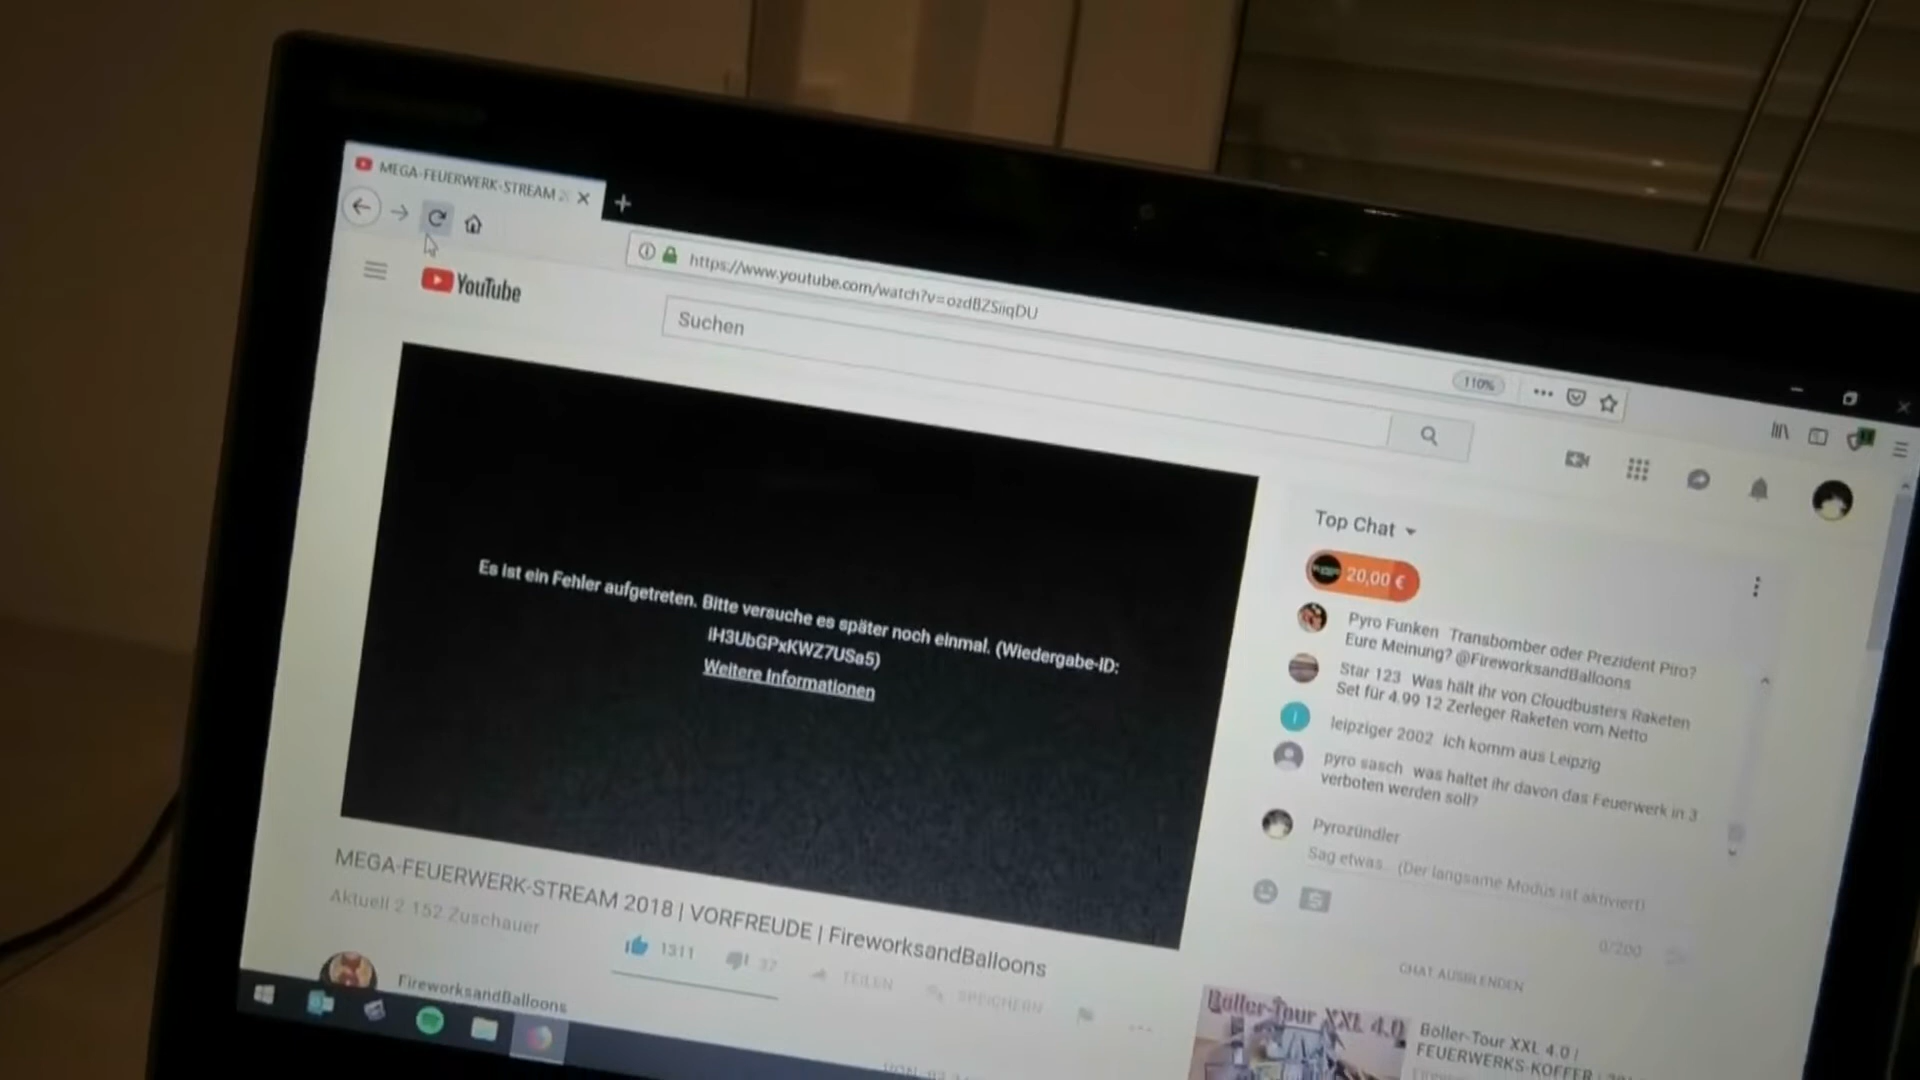 MEGA-FEUERWERK-STREAM
https://www.youtube.com/watch?v=ozdBZSiiqDU
YouTube
Suchen
110%
Es ist ein Fehler aufgetreten. Bitte versuche es später noch einmal. (Wiedergabe-ID:
IH3UbGPxKWZ7USa5)
Weitere Informationen
Top Chat
20,00 €
Pyro Funken Transbomber oder Prezident Piro?
Eure Meinung? @FireworksandBalloons
Star 123 Was hält ihr von Cloudbusters Raketen
Set für 4.99 12 Zerleger Raketen vom Netto
leipziger 2002 Ich komm aus Leipzig
pyro sasch was haltet ihr davon das Feuerwerk in 3
verboten werden soll?
Pyrozündler
Sag etwas... (Der langsame Modus ist aktiviert)
0/200
CHAT AUSBLENDEN
MEGA-FEUERWERK-STREAM 2018 | VORFREUDE | FireworksandBalloons
Aktuell 2 152 Zuschauer
1311
37
TEILEN
SPEICHERN
FireworksandBalloons
Boller-Tour XXL 4.0
Boller-Tour XXL 4.0 |
FEUERWERKS-KOFFER